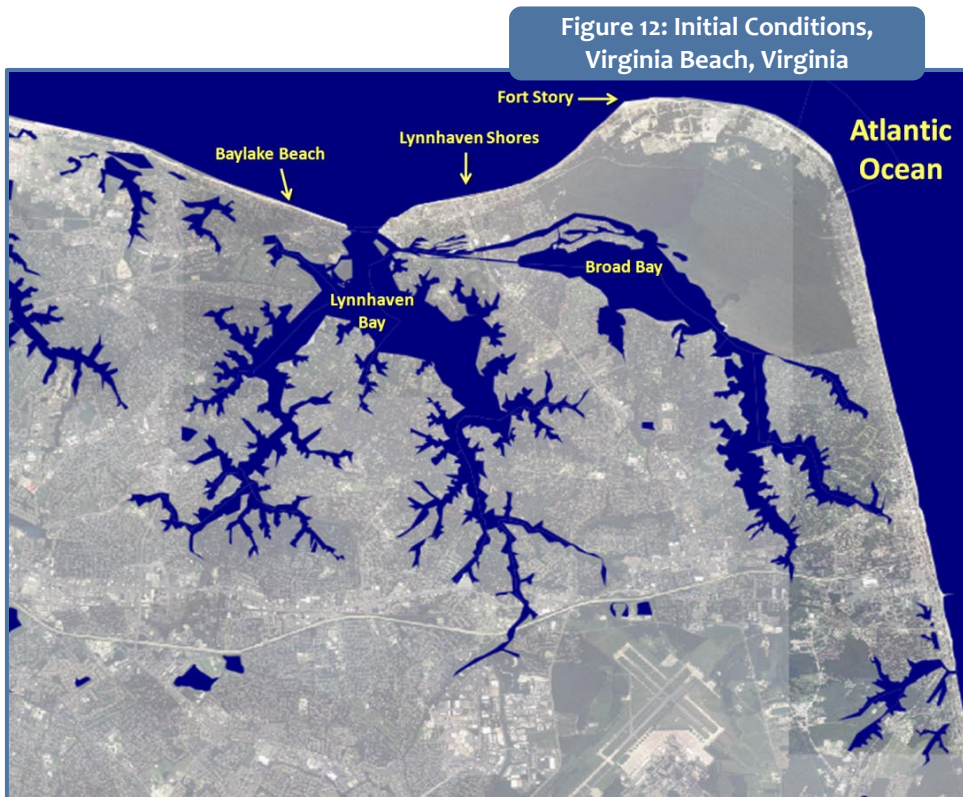 Figure 12: Initial Conditions,
Virginia Beach, Virginia
Fort Story
Atlantic
Ocean
Lynnhaven Shores
Baylake Beach
Broad Bay
Lynnhaven
Bay